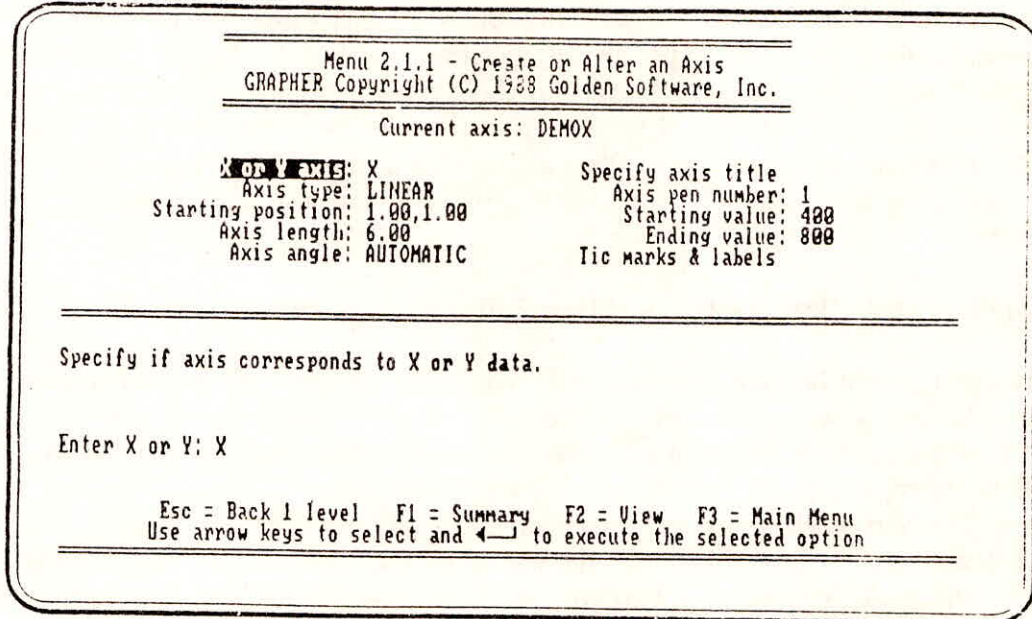 Menu 2.1.1 - Create or Alter an Axis
GRAPHER Copyright (C) 1988 Golden Software, Inc.
Current axis: DEMOX
X or Y axis: X
Axis type: LINEAR
Starting position: 1.00,1.00
Axis length: 6.00
Axis angle: AUTOMATIC
Specify axis title
Axis pen number: 1
Starting value: 400
Ending value: 800
Tic marks & labels
Specify if axis corresponds to X or Y data.
Enter X or Y: X
Esc = Back 1 level F1 = Summary F2 = View F3 = Main Menu
Use arrow keys to select and ◄─┘ to execute the selected option